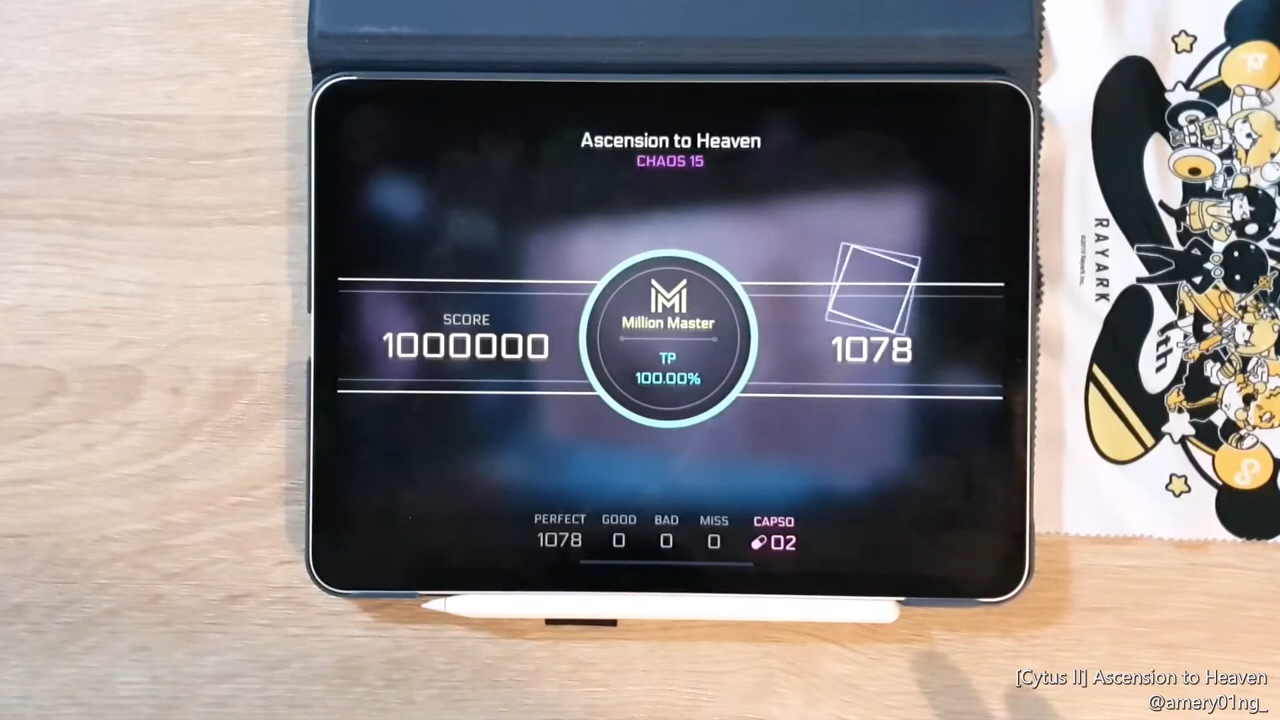 Ascension to Heaven
CHAOS 15
SCORE
1000000
Million Master
TP
100.00%
1078
PERFECT GOOD BAD MISS CAPSO
1078 0 0 0 02
RAYARK
th
[Cytus II] Ascension to Heaven
@amery01ng_